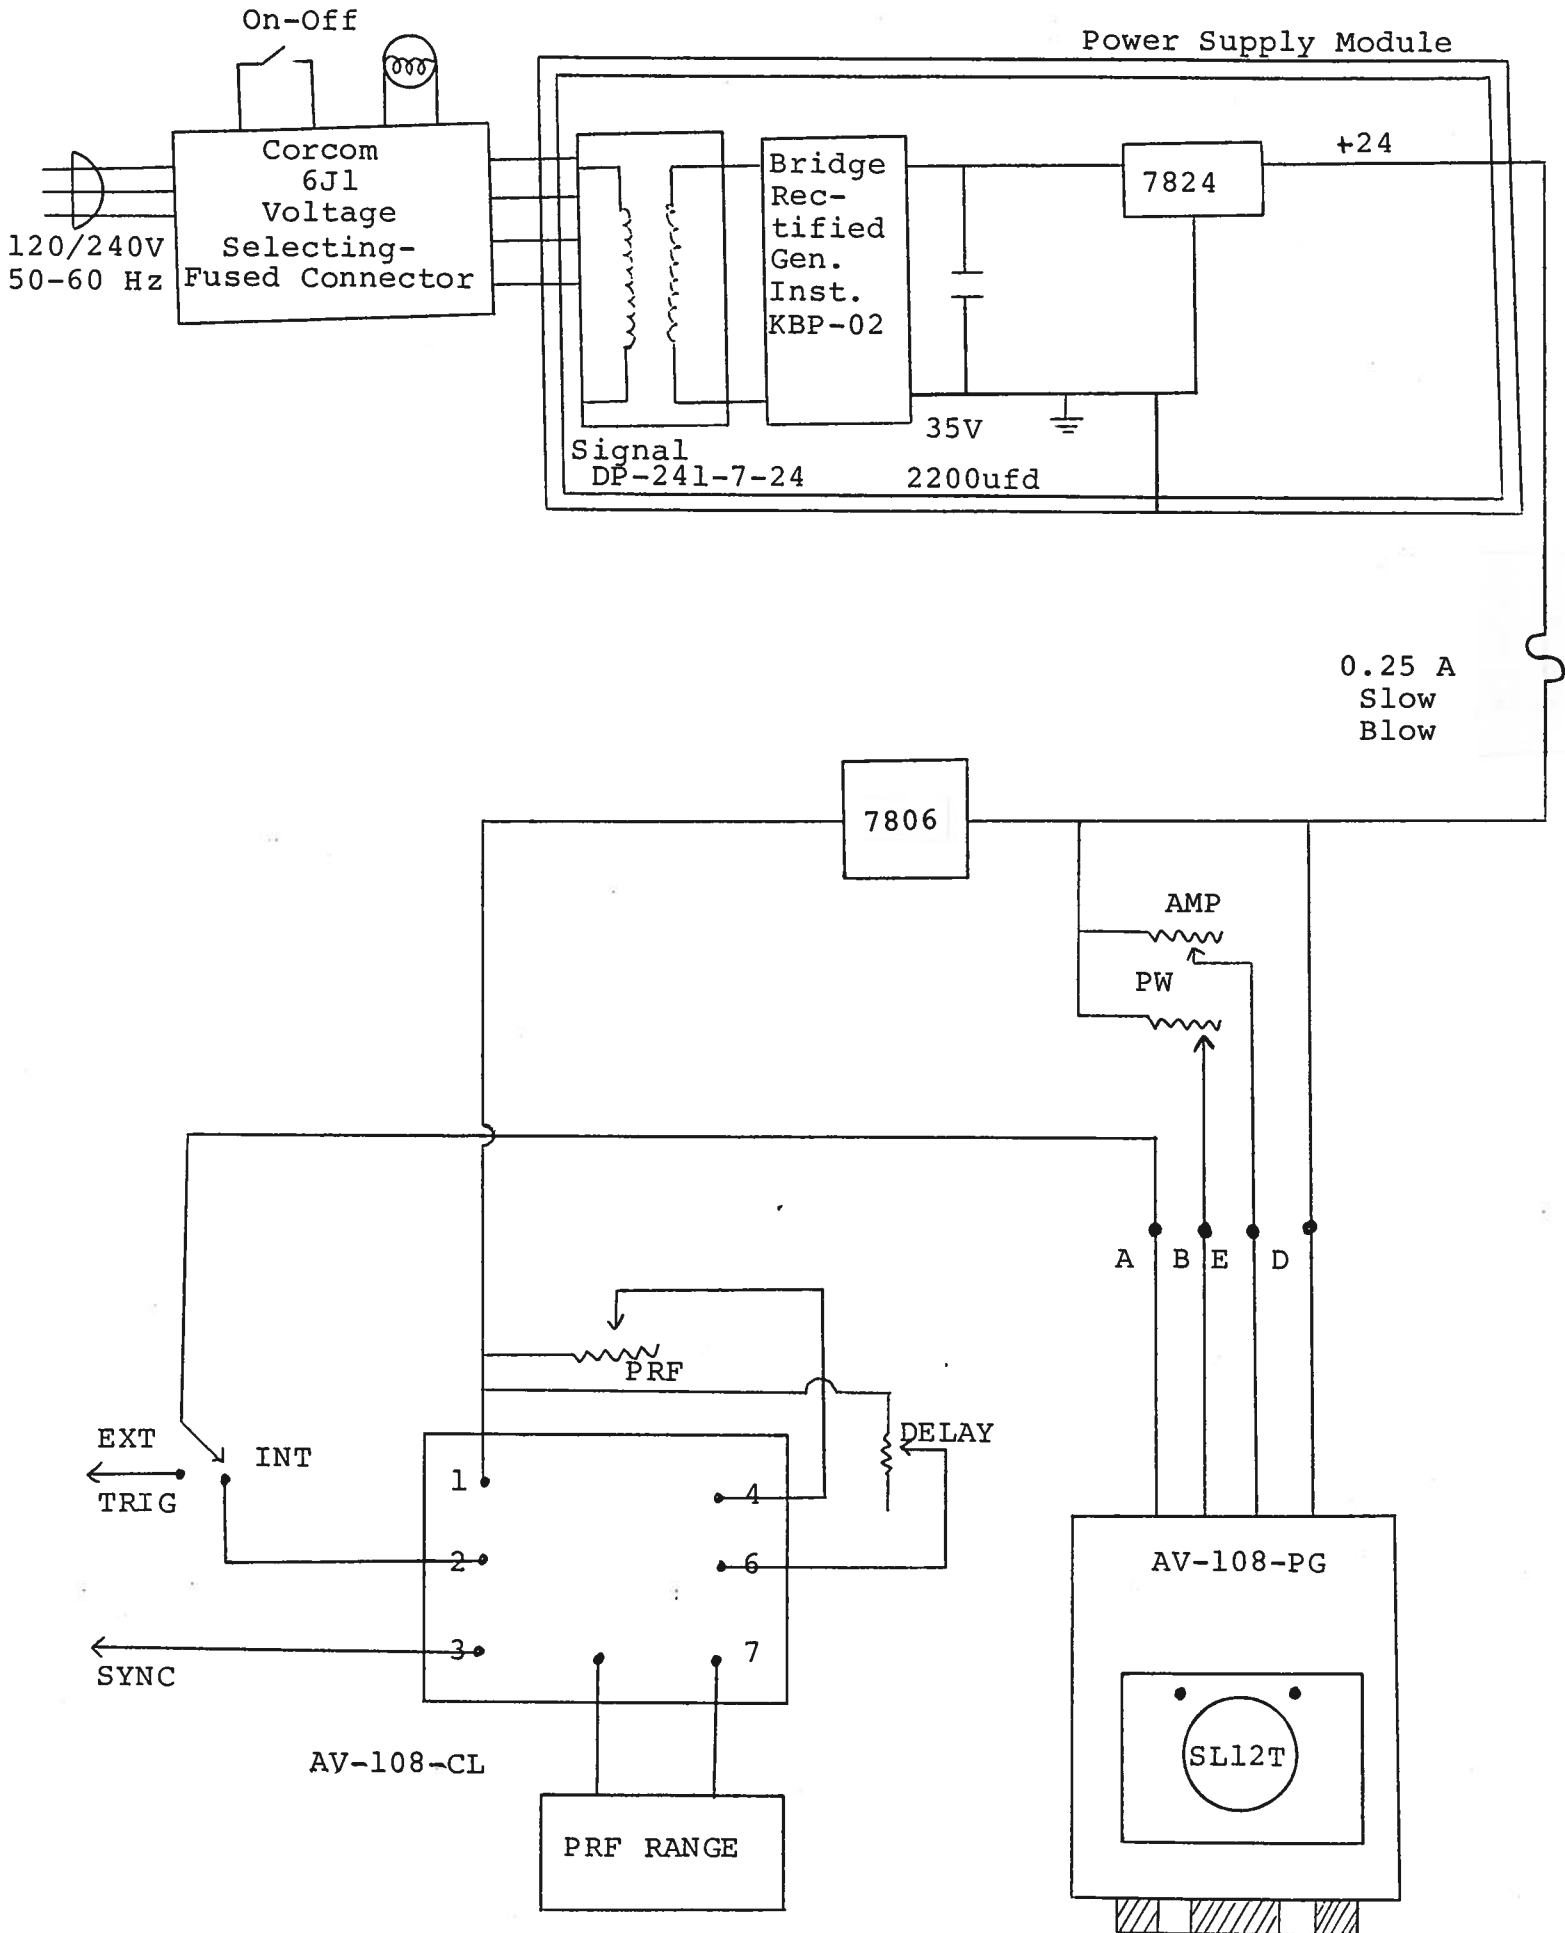 On-Off
Power Supply Module
Corcom
6J1
Voltage
Selecting-
Fused Connector
120/240V
50-60 Hz
Bridge
Rec-
tified
Gen.
Inst.
KBP-02
7824
+24
35V
Signal
DP-241-7-24
2200ufd
0.25 A
Slow
Blow
7806
AMP
PW
A B E D
PRF
DELAY
EXT
TRIG
INT
1
4
2
6
3
7
SYNC
AV-108-CL
PRF RANGE
AV-108-PG
SL12T